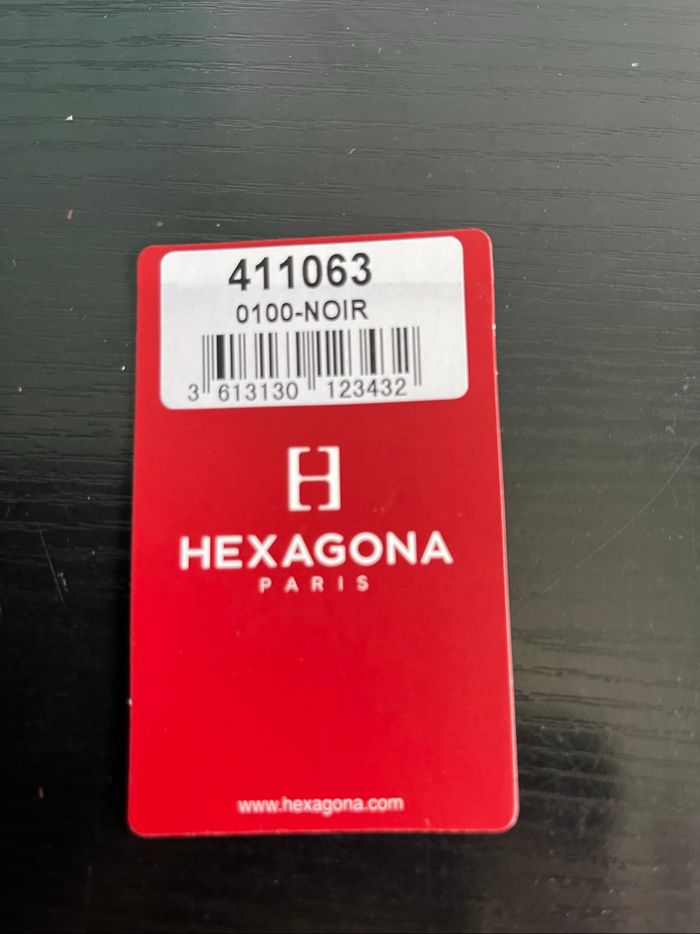 411063
0100-NOIR
3 613130 123432
H
HEXAGONA
PARIS
www.hexagona.com